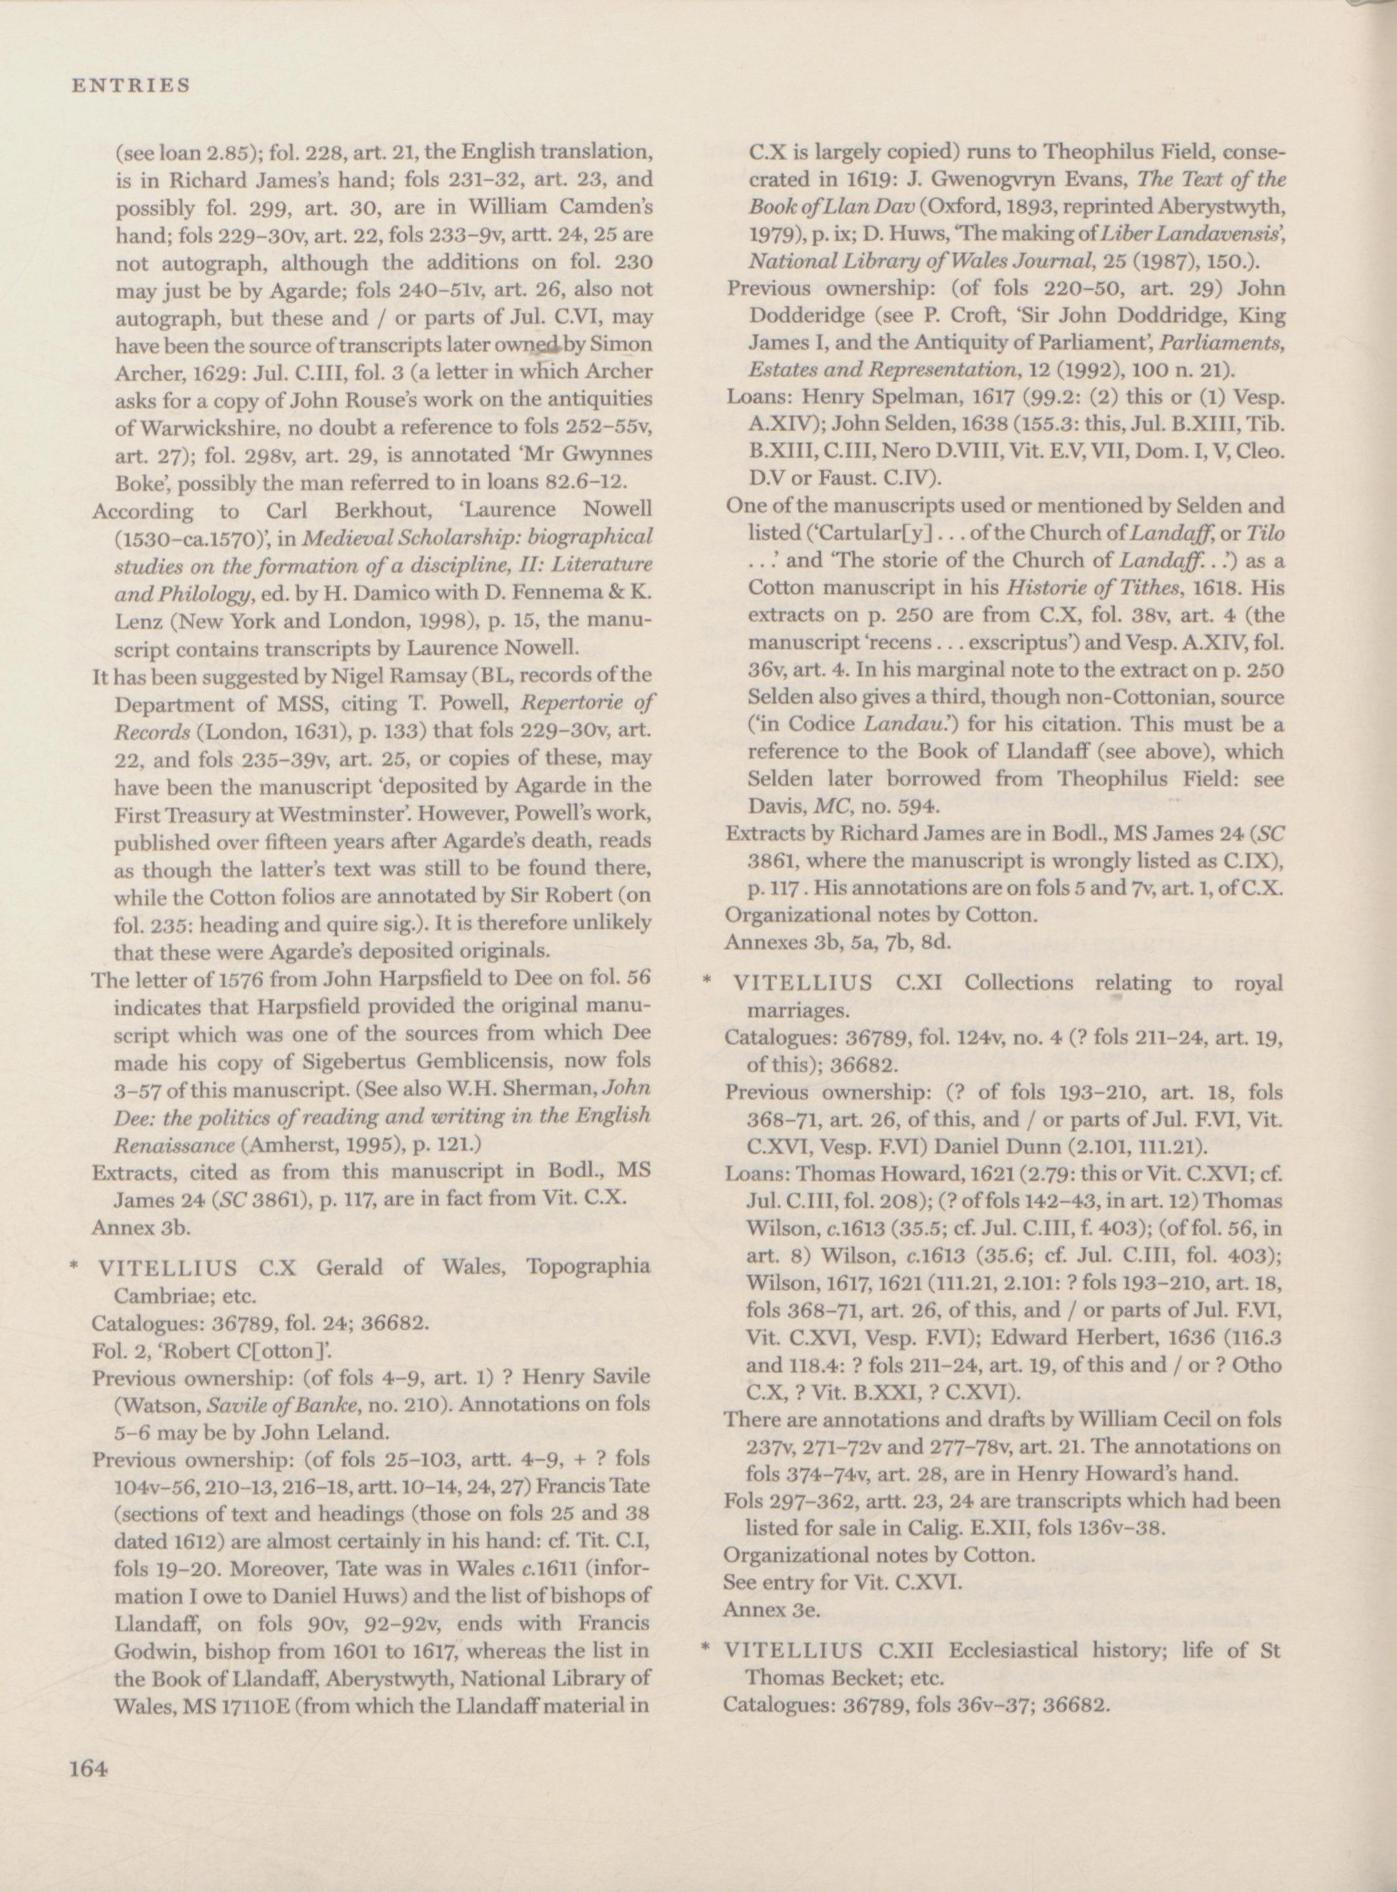 ENTRIES
(see loan 2.85); fol. 228, art. 21, the English translation,
is in Richard James's hand; fols 231–32, art. 23, and
possibly fol. 299, art. 30, are in William Camden's
hand; fols 229–30v, art. 22, fols 233–9v, artt. 24, 25 are
not autograph, although the additions on fol. 230
may just be by Agarde; fols 240–51v, art. 26, also not
autograph, but these and / or parts of Jul. C.VI, may
have been the source of transcripts later owned by Simon
Archer, 1629: Jul. C.III, fol. 3 (a letter in which Archer
asks for a copy of John Rouse's work on the antiquities
of Warwickshire, no doubt a reference to fols 252–55v,
art. 27); fol. 298v, art. 29, is annotated 'Mr Gwynnes
Boke', possibly the man referred to in loans 82.6–12.
According to Carl Berkhout, 'Laurence Nowell
(1530–ca.1570)', in Medieval Scholarship: biographical
studies on the formation of a discipline, II: Literature
and Philology, ed. by H. Damico with D. Fennema & K.
Lenz (New York and London, 1998), p. 15, the manu-
script contains transcripts by Laurence Nowell.
It has been suggested by Nigel Ramsay (BL, records of the
Department of MSS, citing T. Powell, Repertorie of
Records (London, 1631), p. 133) that fols 229–30v, art.
22, and fols 235–39v, art. 25, or copies of these, may
have been the manuscript 'deposited by Agarde in the
First Treasury at Westminster'. However, Powell's work,
published over fifteen years after Agarde's death, reads
as though the latter's text was still to be found there,
while the Cotton folios are annotated by Sir Robert (on
fol. 235: heading and quire sig.). It is therefore unlikely
that these were Agarde's deposited originals.
The letter of 1576 from John Harpsfield to Dee on fol. 56
indicates that Harpsfield provided the original manu-
script which was one of the sources from which Dee
made his copy of Sigebertus Gemblicensis, now fols
3–57 of this manuscript. (See also W.H. Sherman, John
Dee: the politics of reading and writing in the English
Renaissance (Amherst, 1995), p. 121.)
Extracts, cited as from this manuscript in Bodl., MS
James 24 (SC 3861), p. 117, are in fact from Vit. C.X.
Annex 3b.
* VITELLIUS C.X Gerald of Wales, Topographia
Cambriae; etc.
Catalogues: 36789, fol. 24; 36682.
Fol. 2, 'Robert C[otton]'.
Previous ownership: (of fols 4–9, art. 1) ? Henry Savile
(Watson, Savile of Banke, no. 210). Annotations on fols
5–6 may be by John Leland.
Previous ownership: (of fols 25–103, artt. 4–9, + ? fols
104v–56, 210–13, 216–18, artt. 10–14, 24, 27) Francis Tate
(sections of text and headings (those on fols 25 and 38
dated 1612) are almost certainly in his hand: cf. Tit. C.I,
fols 19–20. Moreover, Tate was in Wales c.1611 (infor-
mation I owe to Daniel Huws) and the list of bishops of
Llandaff, on fols 90v, 92–92v, ends with Francis
Godwin, bishop from 1601 to 1617, whereas the list in
the Book of Llandaff, Aberystwyth, National Library of
Wales, MS 17110E (from which the Llandaff material in
C.X is largely copied) runs to Theophilus Field, conse-
crated in 1619: J. Gwenogvryn Evans, The Text of the
Book of Llan Dav (Oxford, 1893, reprinted Aberystwyth,
1979), p. ix; D. Huws, 'The making of Liber Landavensis',
National Library of Wales Journal, 25 (1987), 150.).
Previous ownership: (of fols 220–50, art. 29) John
Dodderidge (see P. Croft, 'Sir John Doddridge, King
James I, and the Antiquity of Parliament', Parliaments,
Estates and Representation, 12 (1992), 100 n. 21).
Loans: Henry Spelman, 1617 (99.2: (2) this or (1) Vesp.
A.XIV); John Selden, 1638 (155.3: this, Jul. B.XIII, Tib.
B.XIII, C.III, Nero D.VIII, Vit. E.V, VII, Dom. I, V, Cleo.
D.V or Faust. C.IV).
One of the manuscripts used or mentioned by Selden and
listed ('Cartular[y] . . . of the Church of Landaff, or Tilo
. . .' and 'The storie of the Church of Landaff. . .') as a
Cotton manuscript in his Historie of Tithes, 1618. His
extracts on p. 250 are from C.X, fol. 38v, art. 4 (the
manuscript 'recens . . . exscriptus') and Vesp. A.XIV, fol.
36v, art. 4. In his marginal note to the extract on p. 250
Selden also gives a third, though non-Cottonian, source
('in Codice Landau.') for his citation. This must be a
reference to the Book of Llandaff (see above), which
Selden later borrowed from Theophilus Field: see
Davis, MC, no. 594.
Extracts by Richard James are in Bodl., MS James 24 (SC
3861, where the manuscript is wrongly listed as C.IX),
p. 117. His annotations are on fols 5 and 7v, art. 1, of C.X.
Organizational notes by Cotton.
Annexes 3b, 5a, 7b, 8d.
* VITELLIUS C.XI Collections relating to royal
marriages.
Catalogues: 36789, fol. 124v, no. 4 (? fols 211–24, art. 19,
of this); 36682.
Previous ownership: (? of fols 193–210, art. 18, fols
368–71, art. 26, of this, and / or parts of Jul. F.VI, Vit.
C.XVI, Vesp. F.VI) Daniel Dunn (2.101, 111.21).
Loans: Thomas Howard, 1621 (2.79: this or Vit. C.XVI; cf.
Jul. C.III, fol. 208); (? of fols 142–43, in art. 12) Thomas
Wilson, c.1613 (35.5; cf. Jul. C.III, f. 403); (of fol. 56, in
art. 8) Wilson, c.1613 (35.6; cf. Jul. C.III, fol. 403);
Wilson, 1617, 1621 (111.21, 2.101: ? fols 193–210, art. 18,
fols 368–71, art. 26, of this, and / or parts of Jul. F.VI,
Vit. C.XVI, Vesp. F.VI); Edward Herbert, 1636 (116.3
and 118.4: ? fols 211–24, art. 19, of this and / or ? Otho
C.X, ? Vit. B.XXI, ? C.XVI).
There are annotations and drafts by William Cecil on fols
237v, 271–72v and 277–78v, art. 21. The annotations on
fols 374–74v, art. 28, are in Henry Howard's hand.
Fols 297–362, artt. 23, 24 are transcripts which had been
listed for sale in Calig. E.XII, fols 136v–38.
Organizational notes by Cotton.
See entry for Vit. C.XVI.
Annex 3e.
* VITELLIUS C.XII Ecclesiastical history; life of St
Thomas Becket; etc.
Catalogues: 36789, fols 36v–37; 36682.
164